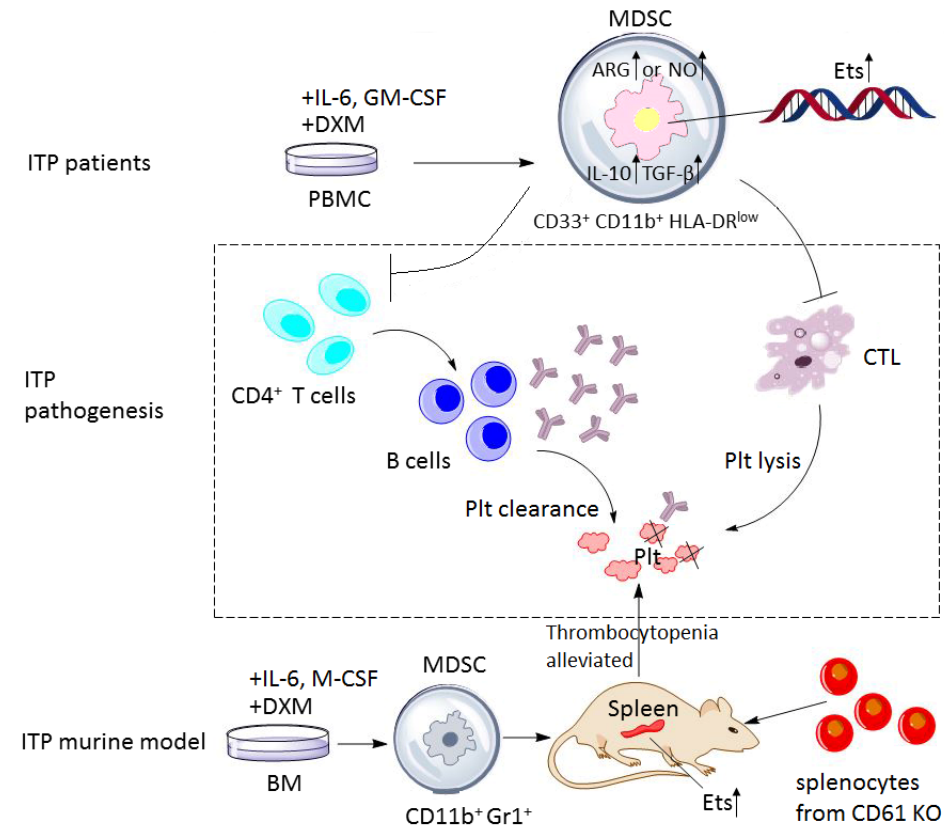 MDSC
ARG↑ or NO↑
Ets↑
+IL-6, GM-CSF
+DXM
ITP patients
PBMC
IL-10↑ TGF-β↑
CD33⁺ CD11b⁺ HLA-DRˡᵒʷ
ITP
pathogenesis
CD4⁺ T cells
CTL
B cells
Plt lysis
Plt clearance
Plt
Thrombocytopenia
alleviated
+IL-6, M-CSF
+DXM
MDSC
Spleen
ITP murine model
BM
CD11b⁺ Gr1⁺
Ets↑
splenocytes
from CD61 KO